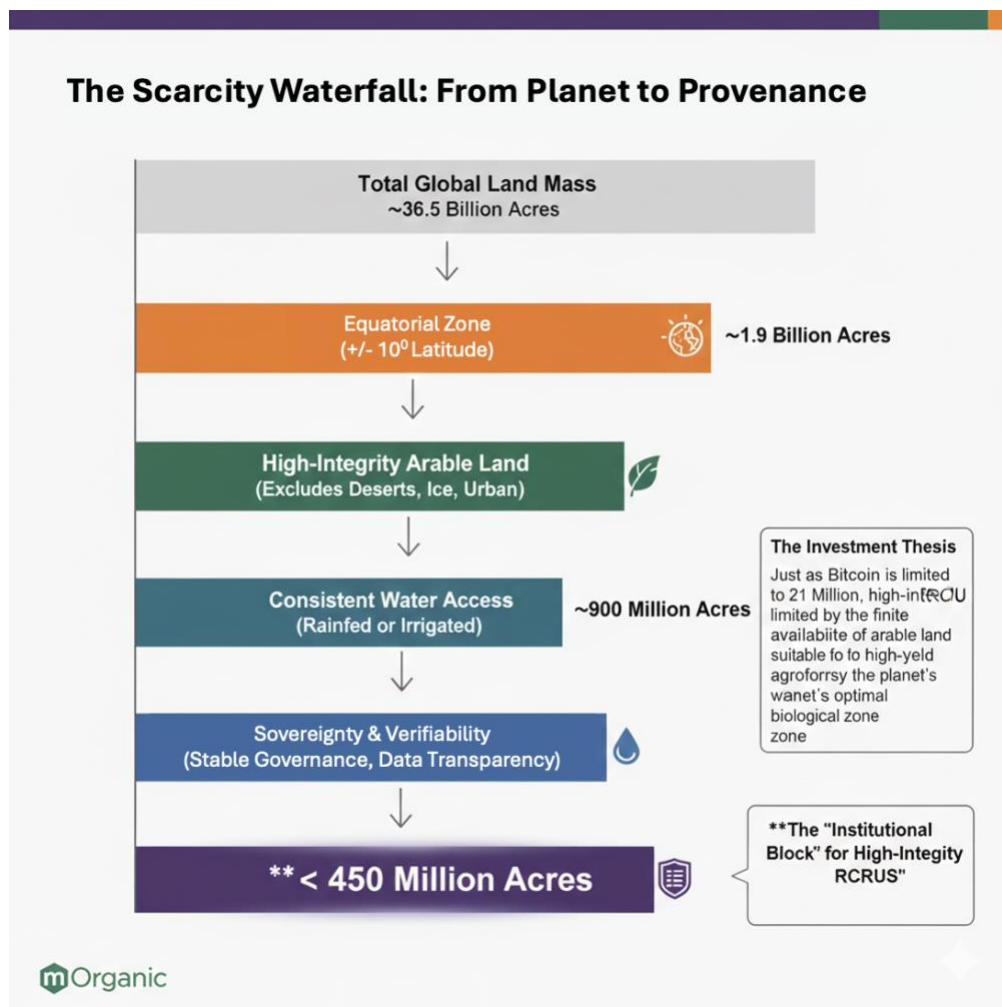 The Scarcity Waterfall: From Planet to Provenance
Total Global Land Mass
~36.5 Billion Acres
Equatorial Zone
(+/- 10⁰ Latitude)
~1.9 Billion Acres
High-Integrity Arable Land
(Excludes Deserts, Ice, Urban)
Consistent Water Access
(Rainfed or Irrigated)
~900 Million Acres
The Investment Thesis
Just as Bitcoin is limited
to 21 Million,
limited by the finite
availabiite of arable land
suitable fo to high-yeld
agroforrsy the planet's
wanet's optimal
biological zone
zone
Sovereignty & Verifiability
(Stable Governance, Data Transparency)
** < 450 Million Acres
**The "Institutional
Block" for High-Integity
RCRUS"
mOrganic